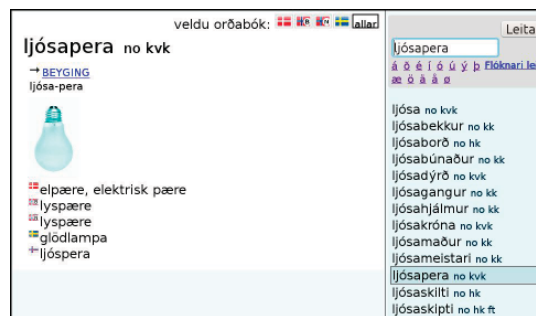 veldu orðabók: allar
ljósapera no kvk
→ BEYGING
ljósa-pera
elpære, elektrisk pære
lyspære
lyspære
glödlampa
ljóspera
Leita
ljósapera
á ð é í ó ú ý þ Flóknari le
æ ö ä å ø
ljósa no kvk
ljósabekkur no kk
ljósaborð no hk
ljósabúnaður no kk
ljósadýrð no kvk
ljósagangur no kk
ljósahjálmur no kk
ljósakróna no kvk
ljósamaður no kk
ljósameistari no kk
ljósapera no kvk
ljósaskilti no hk
ljósaskipti no hk ft